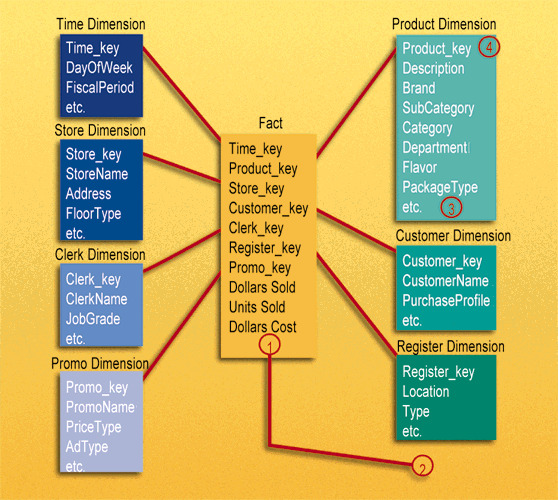 Time Dimension
Time_key
DayOfWeek
FiscalPeriod
etc.
Store Dimension
Store_key
StoreName
Address
FloorType
etc.
Clerk Dimension
Clerk_key
ClerkName
JobGrade
etc.
Promo Dimension
Promo_key
PromoName
PriceType
AdType
etc.
Fact
Time_key
Product_key
Store_key
Customer_key
Clerk_key
Register_key
Promo_key
Dollars Sold
Units Sold
Dollars Cost
1
2
Product Dimension
Product_key 4
Description
Brand
SubCategory
Category
Department
Flavor
PackageType
etc. 3
Customer Dimension
Customer_key
CustomerName
PurchaseProfile
etc.
Register Dimension
Register_key
Location
Type
etc.